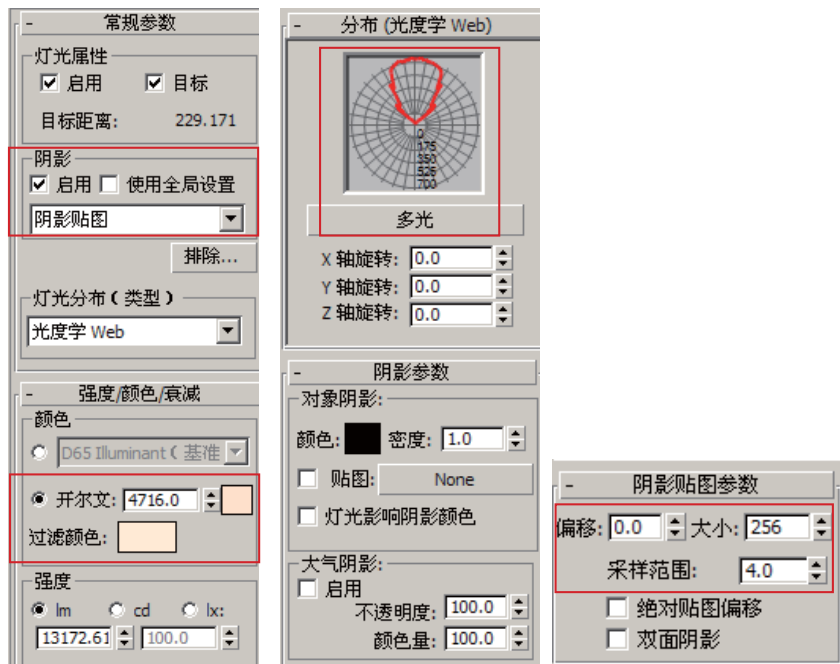 - 常规参数
灯光属性
启用 目标
目标距离: 229.171
阴影
启用 使用全局设置
阴影贴图
排除...
灯光分布(类型)
光度学 Web
- 强度/颜色/衰减
颜色
D65 Illuminant(基准
开尔文: 4716.0
过滤颜色:
强度
lm cd lx:
13172.61 100.0
- 分布 (光度学 Web)
0
175
350
526
700
多光
X 轴旋转: 0.0
Y 轴旋转: 0.0
Z 轴旋转: 0.0
- 阴影参数
对象阴影:
颜色: 密度: 1.0
贴图: None
灯光影响阴影颜色
大气阴影:
启用
不透明度: 100.0
颜色量: 100.0
- 阴影贴图参数
偏移: 0.0 大小: 256
采样范围: 4.0
绝对贴图偏移
双面阴影